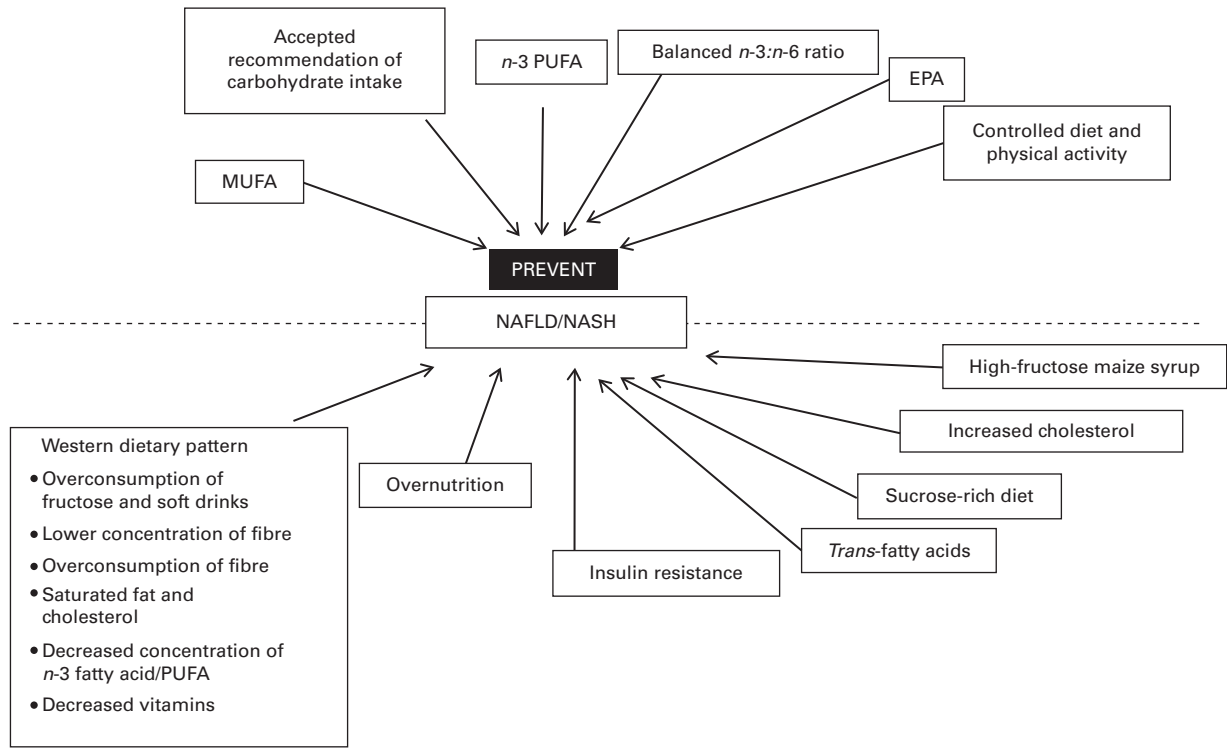 Accepted
recommendation of
carbohydrate intake
n-3 PUFA
Balanced n-3:n-6 ratio
EPA
Controlled diet and
physical activity
MUFA
PREVENT
NAFLD/NASH
High-fructose maize syrup
Increased cholesterol
Sucrose-rich diet
Trans-fatty acids
Insulin resistance
Overnutrition
Western dietary pattern
• Overconsumption of
fructose and soft drinks
• Lower concentration of fibre
• Overconsumption of fibre
• Saturated fat and
cholesterol
• Decreased concentration of
n-3 fatty acid/PUFA
• Decreased vitamins